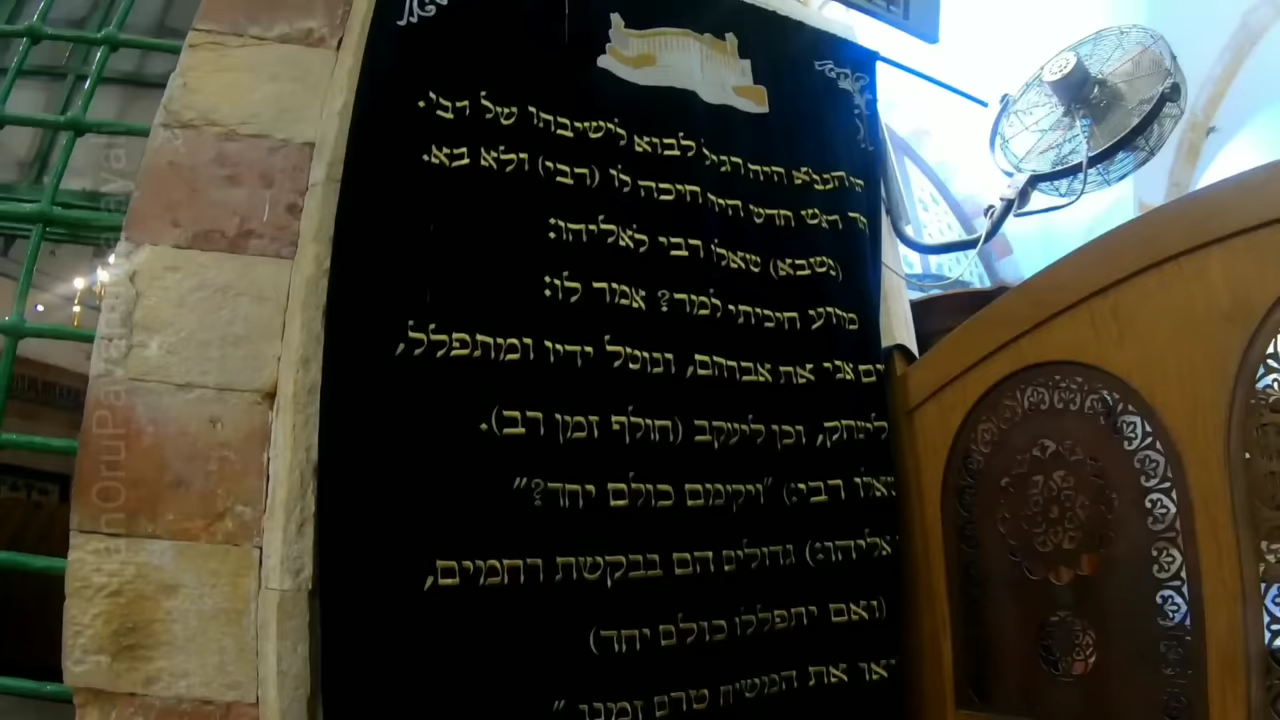 הנביא היה רגיל לבוא לישיבתו של רבי.
ראש חדש היה חיכה לו (רבי) ולא בא.
(כשבא) שאלו רבי לאליהו:
מדוע חיכיתי למר? אמר לו:
אני את אברהם, ונוטל ידיו ומתפלל,
ליצחק, וכן ליעקב (חולף זמן רב).
רבי:) "ויקימם כולם יחד?"
אליהו:) גדולים הם בבקשת רחמים,
(ואם יתפללו כולם יחד)
את המשיח טרם זמנו."